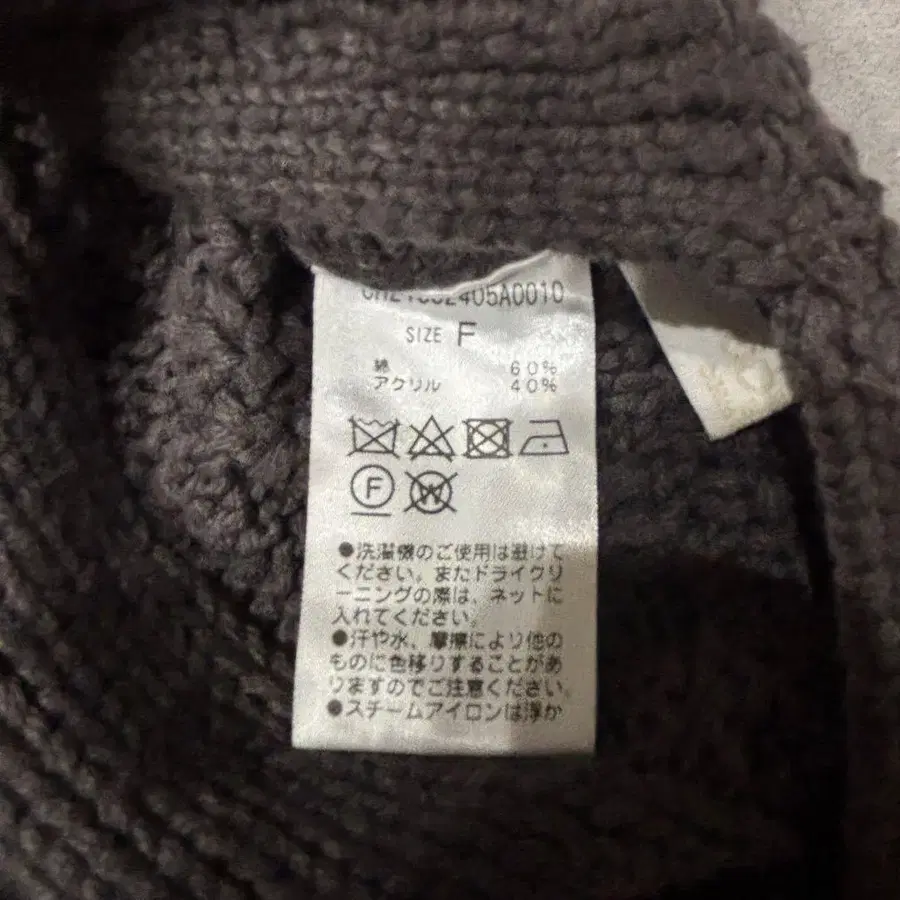 2405A0010
SIZE F
綿 60%
アクリル 40%
F W
●洗濯機のご使用は避けて
ください。またドライクリ
ーニングの際は、ネットに
入れてください。
●汗や水、摩擦により他の
ものに色移りすることがあ
りますのでご注意ください。
●スチームアイロンは浮か